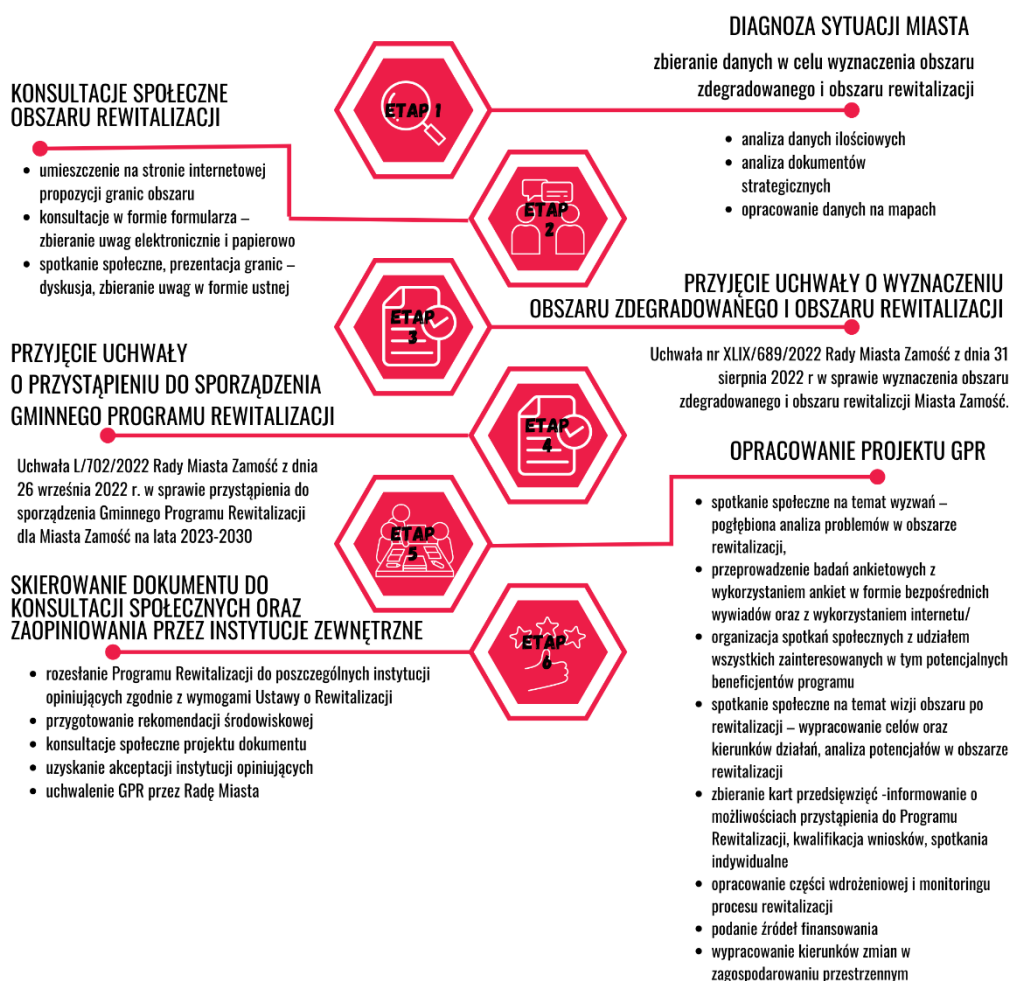 DIAGNOZA SYTUACJI MIASTA
zbieranie danych w celu wyznaczenia obszaru
zdegradowanego i obszaru rewitalizacji
ETAP 1
• analiza danych ilościowych
• analiza dokumentów
strategicznych
• opracowanie danych na mapach
KONSULTACJE SPOŁECZNE
OBSZARU REWITALIZACJI
• umieszczenie na stronie internetowej
propozycji granic obszaru
• konsultacje w formie formularza –
zbieranie uwag elektronicznie i papierowo
• spotkanie społeczne, prezentacja granic –
dyskusja, zbieranie uwag w formie ustnej
ETAP
2
PRZYJĘCIE UCHWAŁY O WYZNACZENIU
OBSZARU ZDEGRADOWANEGO I OBSZARU REWITALIZACJI
ETAP
3
Uchwała nr XLIX/689/2022 Rady Miasta Zamość z dnia 31
sierpnia 2022 r w sprawie wyznaczenia obszaru
zdegradowanego i obszaru rewitalizcji Miasta Zamość.
PRZYJĘCIE UCHWAŁY
O PRZYSTĄPIENIU DO SPORZĄDZENIA
GMINNEGO PROGRAMU REWITALIZACJI
ETAP
4
Uchwała L/702/2022 Rady Miasta Zamość z dnia
26 września 2022 r. w sprawie przystąpienia do
sporządzenia Gminnego Programu Rewitalizacji
dla Miasta Zamość na lata 2023-2030
OPRACOWANIE PROJEKTU GPR
ETAP
5
• spotkanie społeczne na temat wyzwań –
pogłębiona analiza problemów w obszarze
rewitalizacji,
• przeprowadzenie badań ankietowych z
wykorzystaniem ankiet w formie bezpośrednich
wywiadów oraz z wykorzystaniem internetu/
• organizacja spotkań społecznych z udziałem
wszystkich zainteresowanych w tym potencjalnych
beneficjentów programu
• spotkanie społeczne na temat wizji obszaru po
rewitalizacji – wypracowanie celów oraz
kierunków działań, analiza potencjałów w obszarze
rewitalizacji
• zbieranie kart przedsięwzięć -informowanie o
możliwościach przystąpienia do Programu
Rewitalizacji, kwalifikacja wniosków, spotkania
indywidualne
• opracowanie części wdrożeniowej i monitoringu
procesu rewitalizacji
• podanie źródeł finansowania
• wypracowanie kierunków zmian w
zagospodarowaniu przestrzennym
SKIEROWANIE DOKUMENTU DO
KONSULTACJI SPOŁECZNYCH ORAZ
ZAOPINIOWANIA PRZEZ INSTYTUCJE ZEWNĘTRZNE
ETAP
6
• rozesłanie Programu Rewitalizacji do poszczególnych instytucji
opiniujących zgodnie z wymogami Ustawy o Rewitalizacji
• przygotowanie rekomendacji środowiskowej
• konsultacje społeczne projektu dokumentu
• uzyskanie akceptacji instytucji opiniujących
• uchwalenie GPR przez Radę Miasta